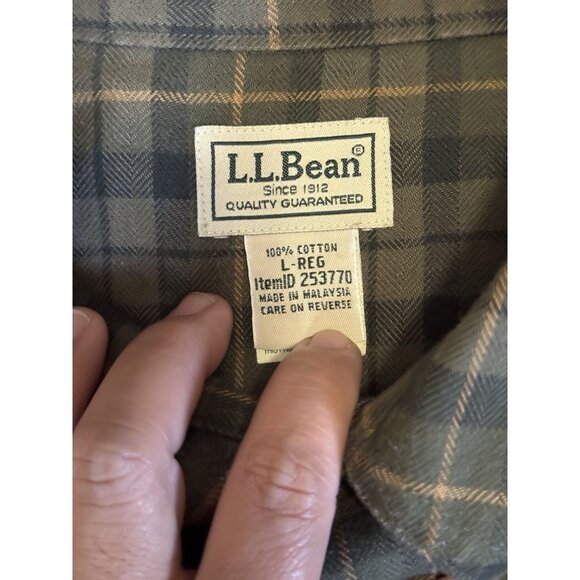 L.L.Bean®
Since 1912
QUALITY GUARANTEED
100% COTTON
L-REG
ItemID 253770
MADE IN MALAYSIA
CARE ON REVERSE